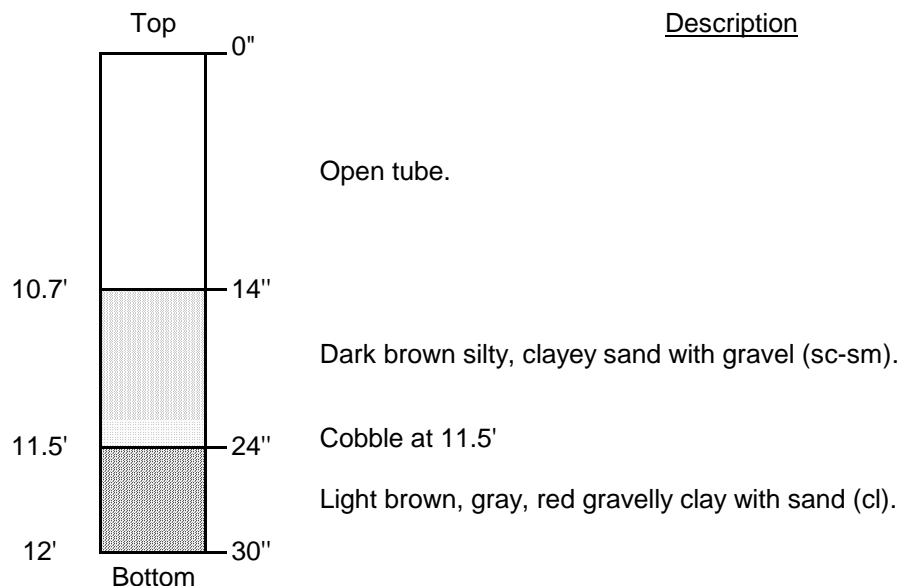 Top
Description
0"
Open tube.
10.7'
14"
Dark brown silty, clayey sand with gravel (sc-sm).
11.5'
24"
Cobble at 11.5'
Light brown, gray, red gravelly clay with sand (cl).
12'
30"
Bottom